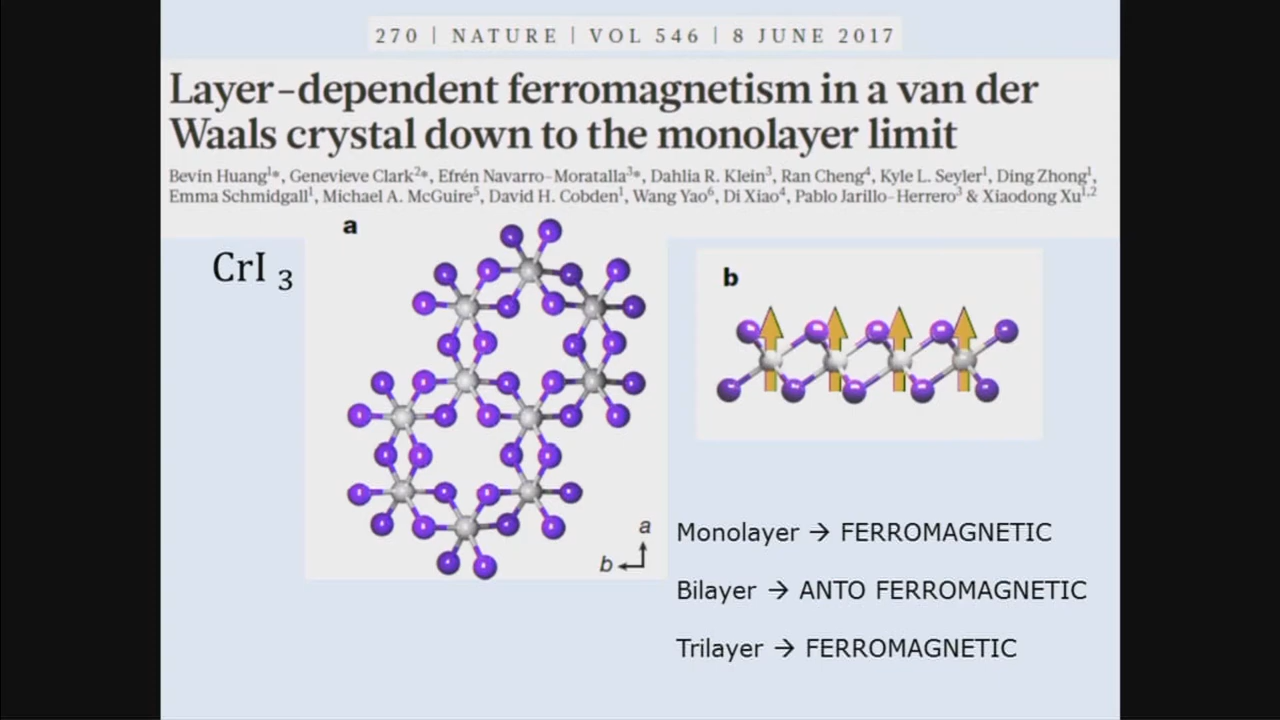 270 | NATURE | VOL 546 | 8 JUNE 2017
Layer-dependent ferromagnetism in a van der
Waals crystal down to the monolayer limit
Bevin Huang¹*, Genevieve Clark²*, Efrén Navarro-Moratalla³*, Dahlia R. Klein³, Ran Cheng⁴, Kyle L. Seyler¹, Ding Zhong¹,
Emma Schmidgall¹, Michael A. McGuire⁵, David H. Cobden¹, Wang Yao⁶, Di Xiao⁴, Pablo Jarillo-Herrero³ & Xiaodong Xu¹,²
a
CrI 3
b
a
b
Monolayer → FERROMAGNETIC
Bilayer → ANTO FERROMAGNETIC
Trilayer → FERROMAGNETIC